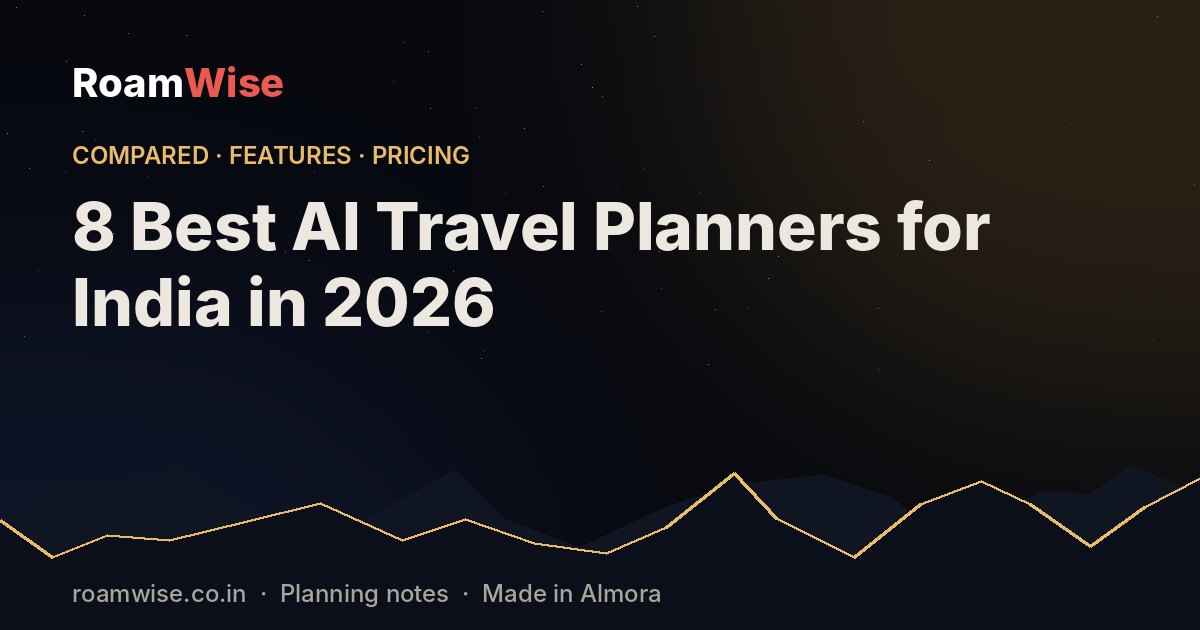 RoamWise
COMPARED · FEATURES · PRICING
8 Best AI Travel Planners for
India in 2026
roamwise.co.in · Planning notes · Made in Almora